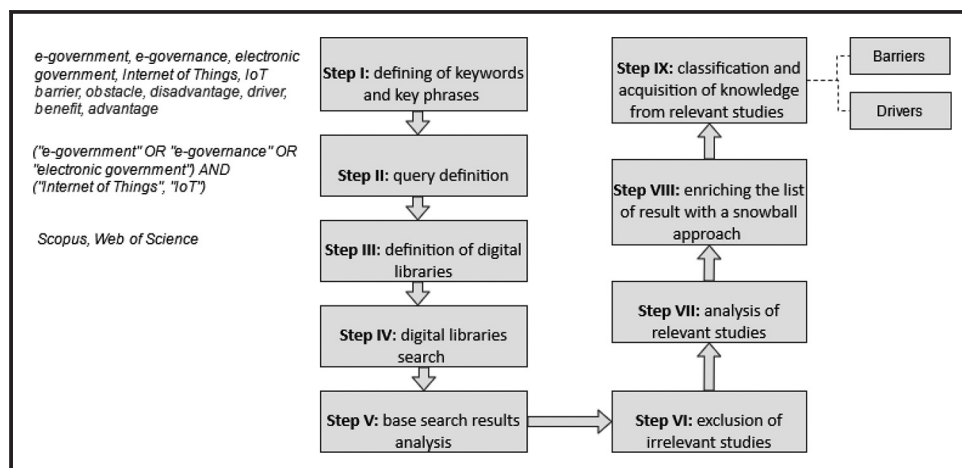 e-government, e-governance, electronic
government, Internet of Things, IoT
barrier, obstacle, disadvantage, driver,
benefit, advantage
Step I: defining of keywords
and key phrases
("e-government" OR "e-governance" OR
"electronic government") AND
("Internet of Things", "IoT")
Step II: query definition
Scopus, Web of Science
Step III: definition of digital
libraries
Step IV: digital libraries
search
Step V: base search results
analysis
Step VI: exclusion of
irrelevant studies
Step VII: analysis of
relevant studies
Step VIII: enriching the list
of result with a snowball
approach
Step IX: classification and
acquisition of knowledge
from relevant studies
Barriers
Drivers